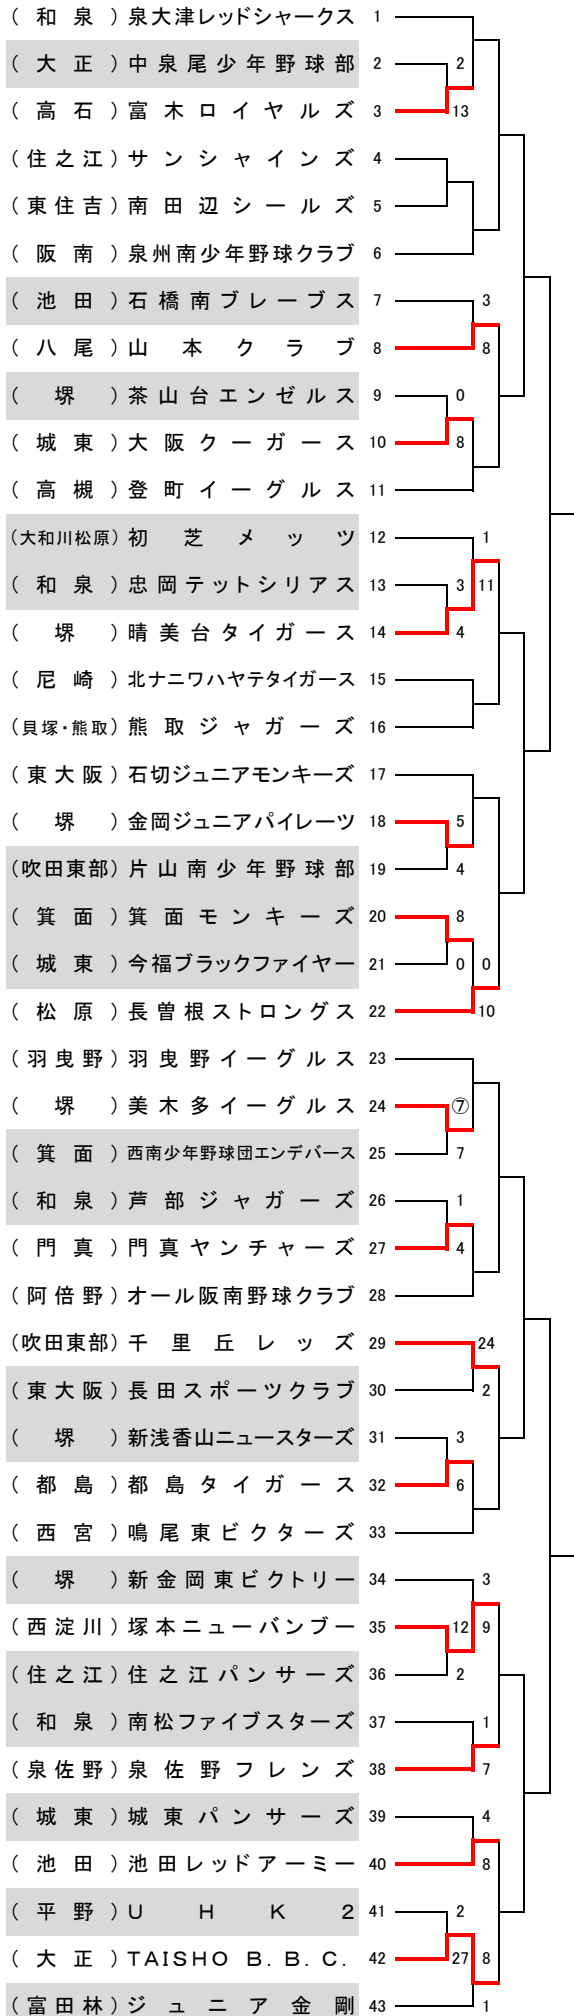 (和泉)泉大津レッドシャークス 1
(大正)中泉尾少年野球部 2 2
(高石)富木ロイヤルズ 3 13
(住之江)サンシャインズ 4
(東住吉)南田辺シールズ 5
(阪南)泉州南少年野球クラブ 6
(池田)石橋南ブレーブス 7 3
(八尾)山本クラブ 8 8
(堺)茶山台エンゼルス 9 0
(城東)大阪クーガース 10 8
(高槻)登町イーグルス 11
(大和川松原)初芝メッツ 12 1
(和泉)忠岡テットシリアス 13 3 11
(堺)晴美台タイガース 14 4
(尼崎)北ナニワハヤテタイガース 15
(貝塚・熊取)熊取ジャガーズ 16
(東大阪)石切ジュニアモンキーズ 17
(堺)金岡ジュニアパイレーツ 18 5
(吹田東部)片山南少年野球部 19 4
(箕面)箕面モンキーズ 20 8
(城東)今福ブラックファイヤー 21 0 0
(松原)長曽根ストロングス 22 10
(羽曳野)羽曳野イーグルス 23
(堺)美木多イーグルス 24 ⑦
(箕面)西南少年野球団エンデバース 25 7
(和泉)芦部ジャガーズ 26 1
(門真)門真ヤンチャーズ 27 4
(阿倍野)オール阪南野球クラブ 28
(吹田東部)千里丘レッズ 29 24
(東大阪)長田スポーツクラブ 30 2
(堺)新浅香山ニュースターズ 31 3
(都島)都島タイガース 32 6
(西宮)鳴尾東ビクターズ 33
(堺)新金岡東ビクトリー 34 3
(西淀川)塚本ニューバンブー 35 12 9
(住之江)住之江パンサーズ 36 2
(和泉)南松ファイブスターズ 37 1
(泉佐野)泉佐野フレンズ 38 7
(城東)城東パンサーズ 39 4
(池田)池田レッドアーミー 40 8
(平野)UHK2 41 2
(大正)TAISHO B.B.C. 42 27 8
(富田林)ジュニア金剛 43 1